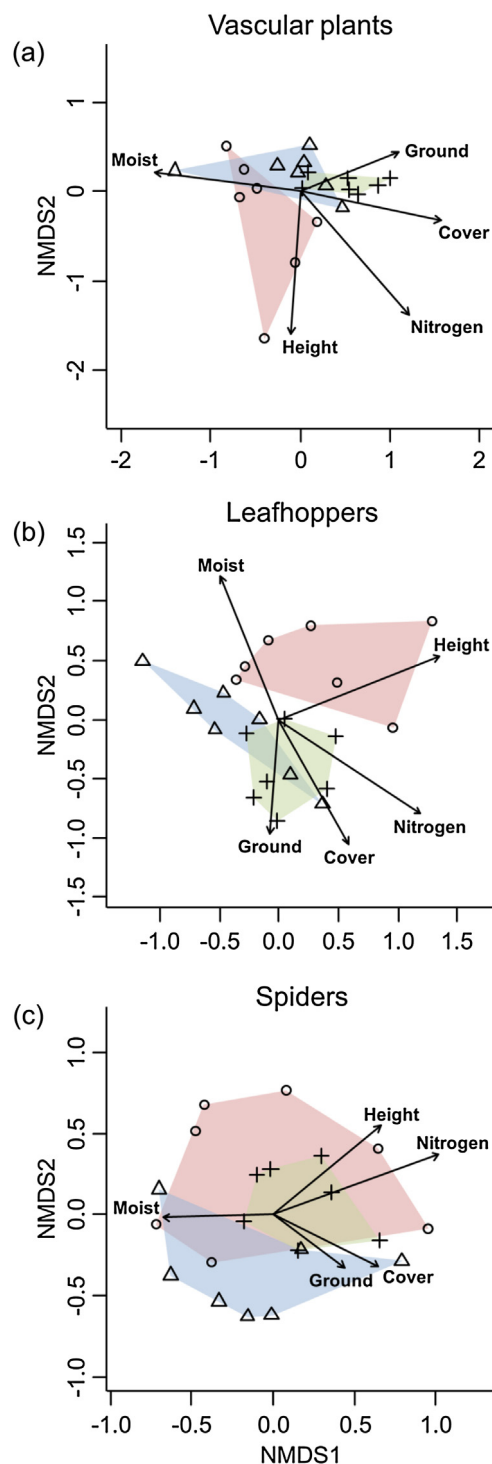 Vascular plants
(a)
1
0
-1
-2
NMDS2
Moist
Ground
Cover
Nitrogen
Height
-2 -1 0 1 2
Leafhoppers
(b)
1.5
1.0
0.5
0.0
-0.5
-1.0
-1.5
NMDS2
Moist
Height
Nitrogen
Ground
Cover
-1.0 -0.5 0.0 0.5 1.0 1.5
Spiders
(c)
1.0
0.5
0.0
-0.5
-1.0
NMDS2
Height
Nitrogen
Moist
Ground
Cover
-1.0 -0.5 0.0 0.5 1.0
NMDS1